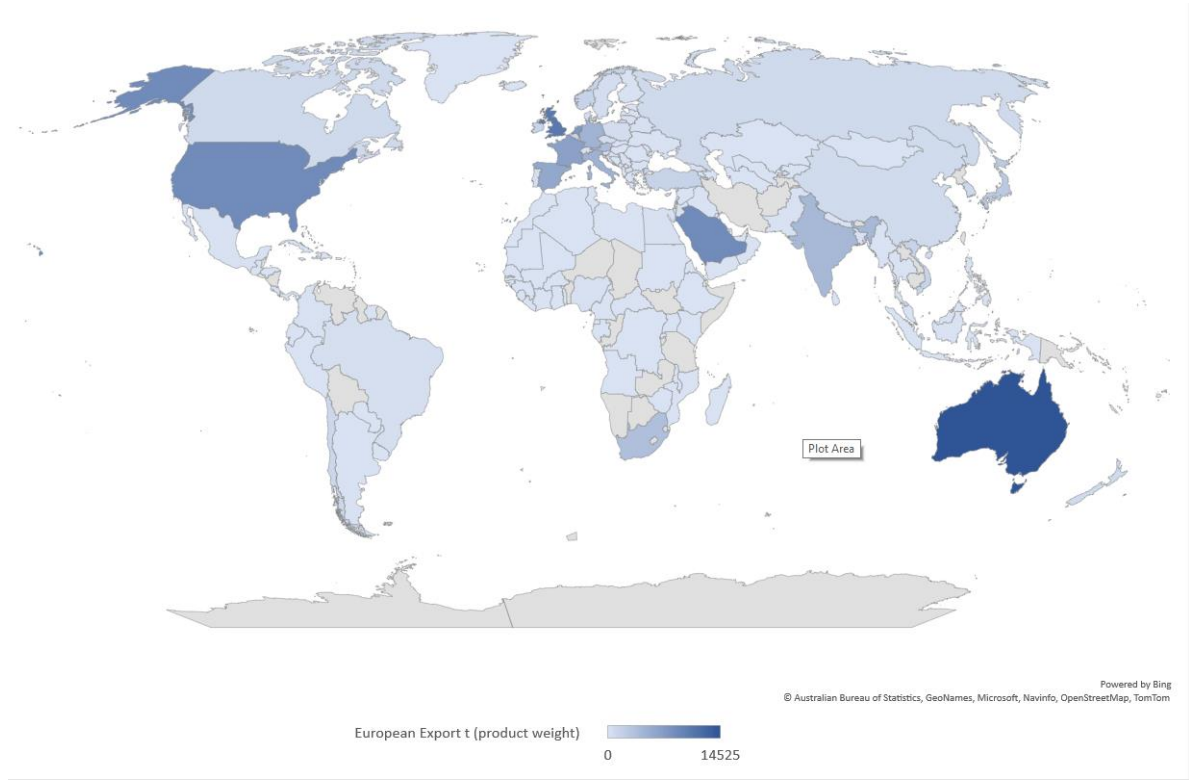 Plot Area
Powered by Bing
© Australian Bureau of Statistics, GeoNames, Microsoft, Navinfo, OpenStreetMap, TomTom
European Export t (product weight)
0 14525